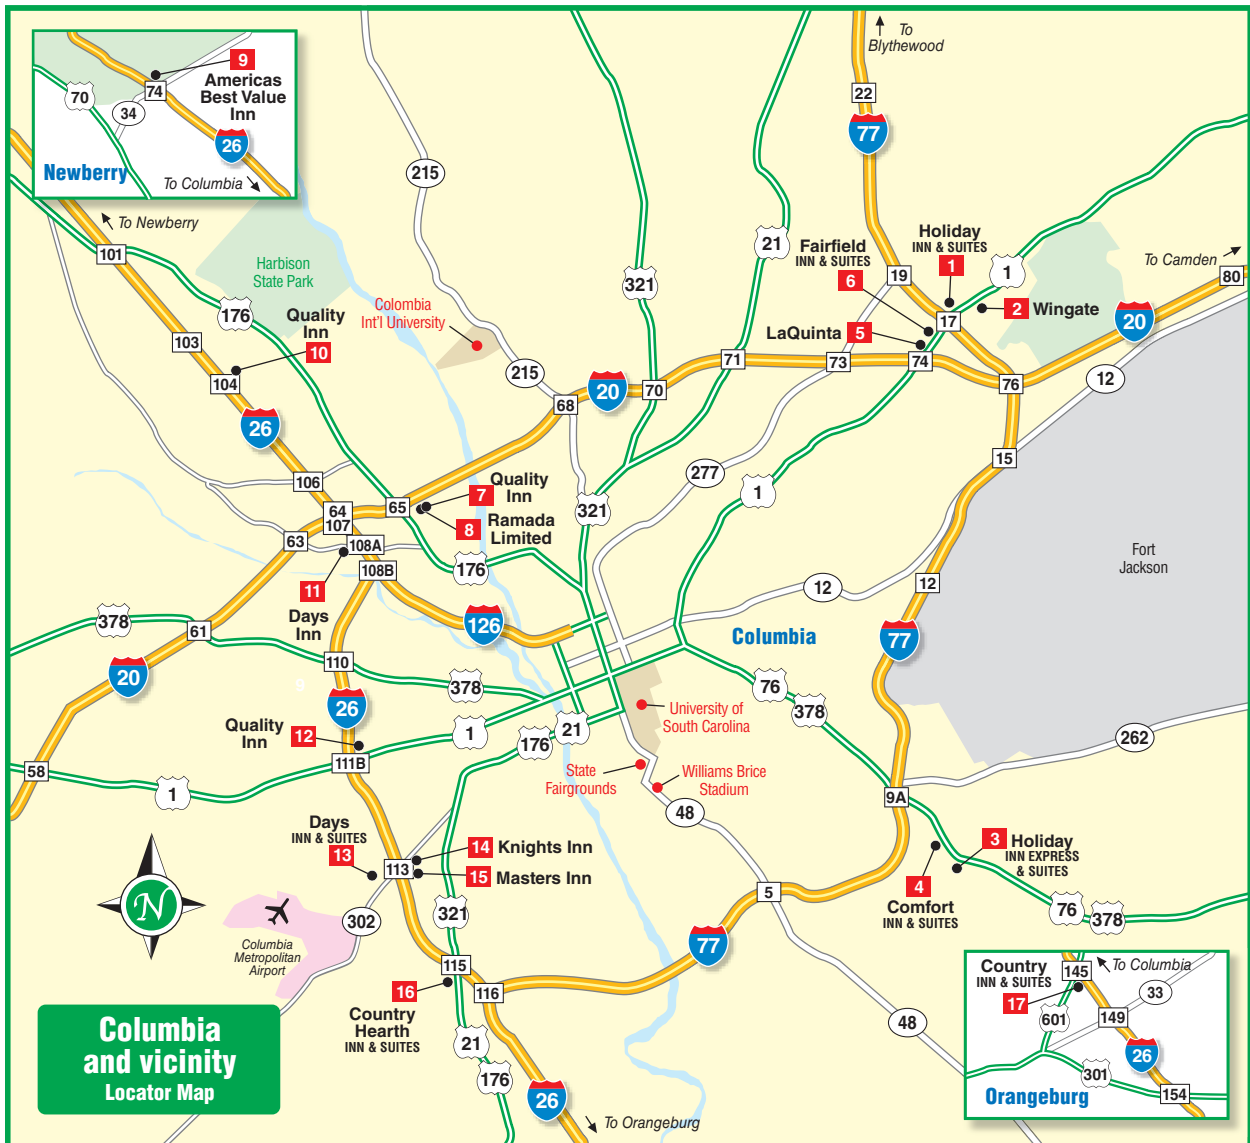 9
Americas
Best Value
Inn
74
70
34
26
Newberry
To Columbia
To Newberry
101
Harbison
State Park
176
Quality
Inn
10
103
104
26
106
64
107
63
108A
108B
65
11
Days
Inn
215
Colombia
Int'l University
215
68
20
70
7
Quality
Inn
8
Ramada
Limited
176
321
321
21
71
73
277
1
To
Blythewood
22
77
Holiday
INN & SUITES
1
Fairfield
INN & SUITES
6
19
17
1
2
Wingate
LaQuinta
5
74
76
To Camden
80
20
12
15
12
12
77
Fort
Jackson
262
378
61
20
110
126
Columbia
378
9
26
Quality
Inn
12
111B
1
1
58
176
21
76
378
University of
South Carolina
State
Fairgrounds
Williams Brice
Stadium
48
9A
3
Holiday
INN EXPRESS
& SUITES
4
Comfort
INN & SUITES
76
378
Days
INN & SUITES
13
14
Knights Inn
15
Masters Inn
113
302
321
5
77
N
Columbia
Metropolitan
Airport
115
116
16
Country
Hearth
INN & SUITES
21
176
26
To Orangeburg
48
Columbia
and vicinity
Locator Map
Country
INN & SUITES
17
145
To Columbia
33
601
149
26
301
154
Orangeburg